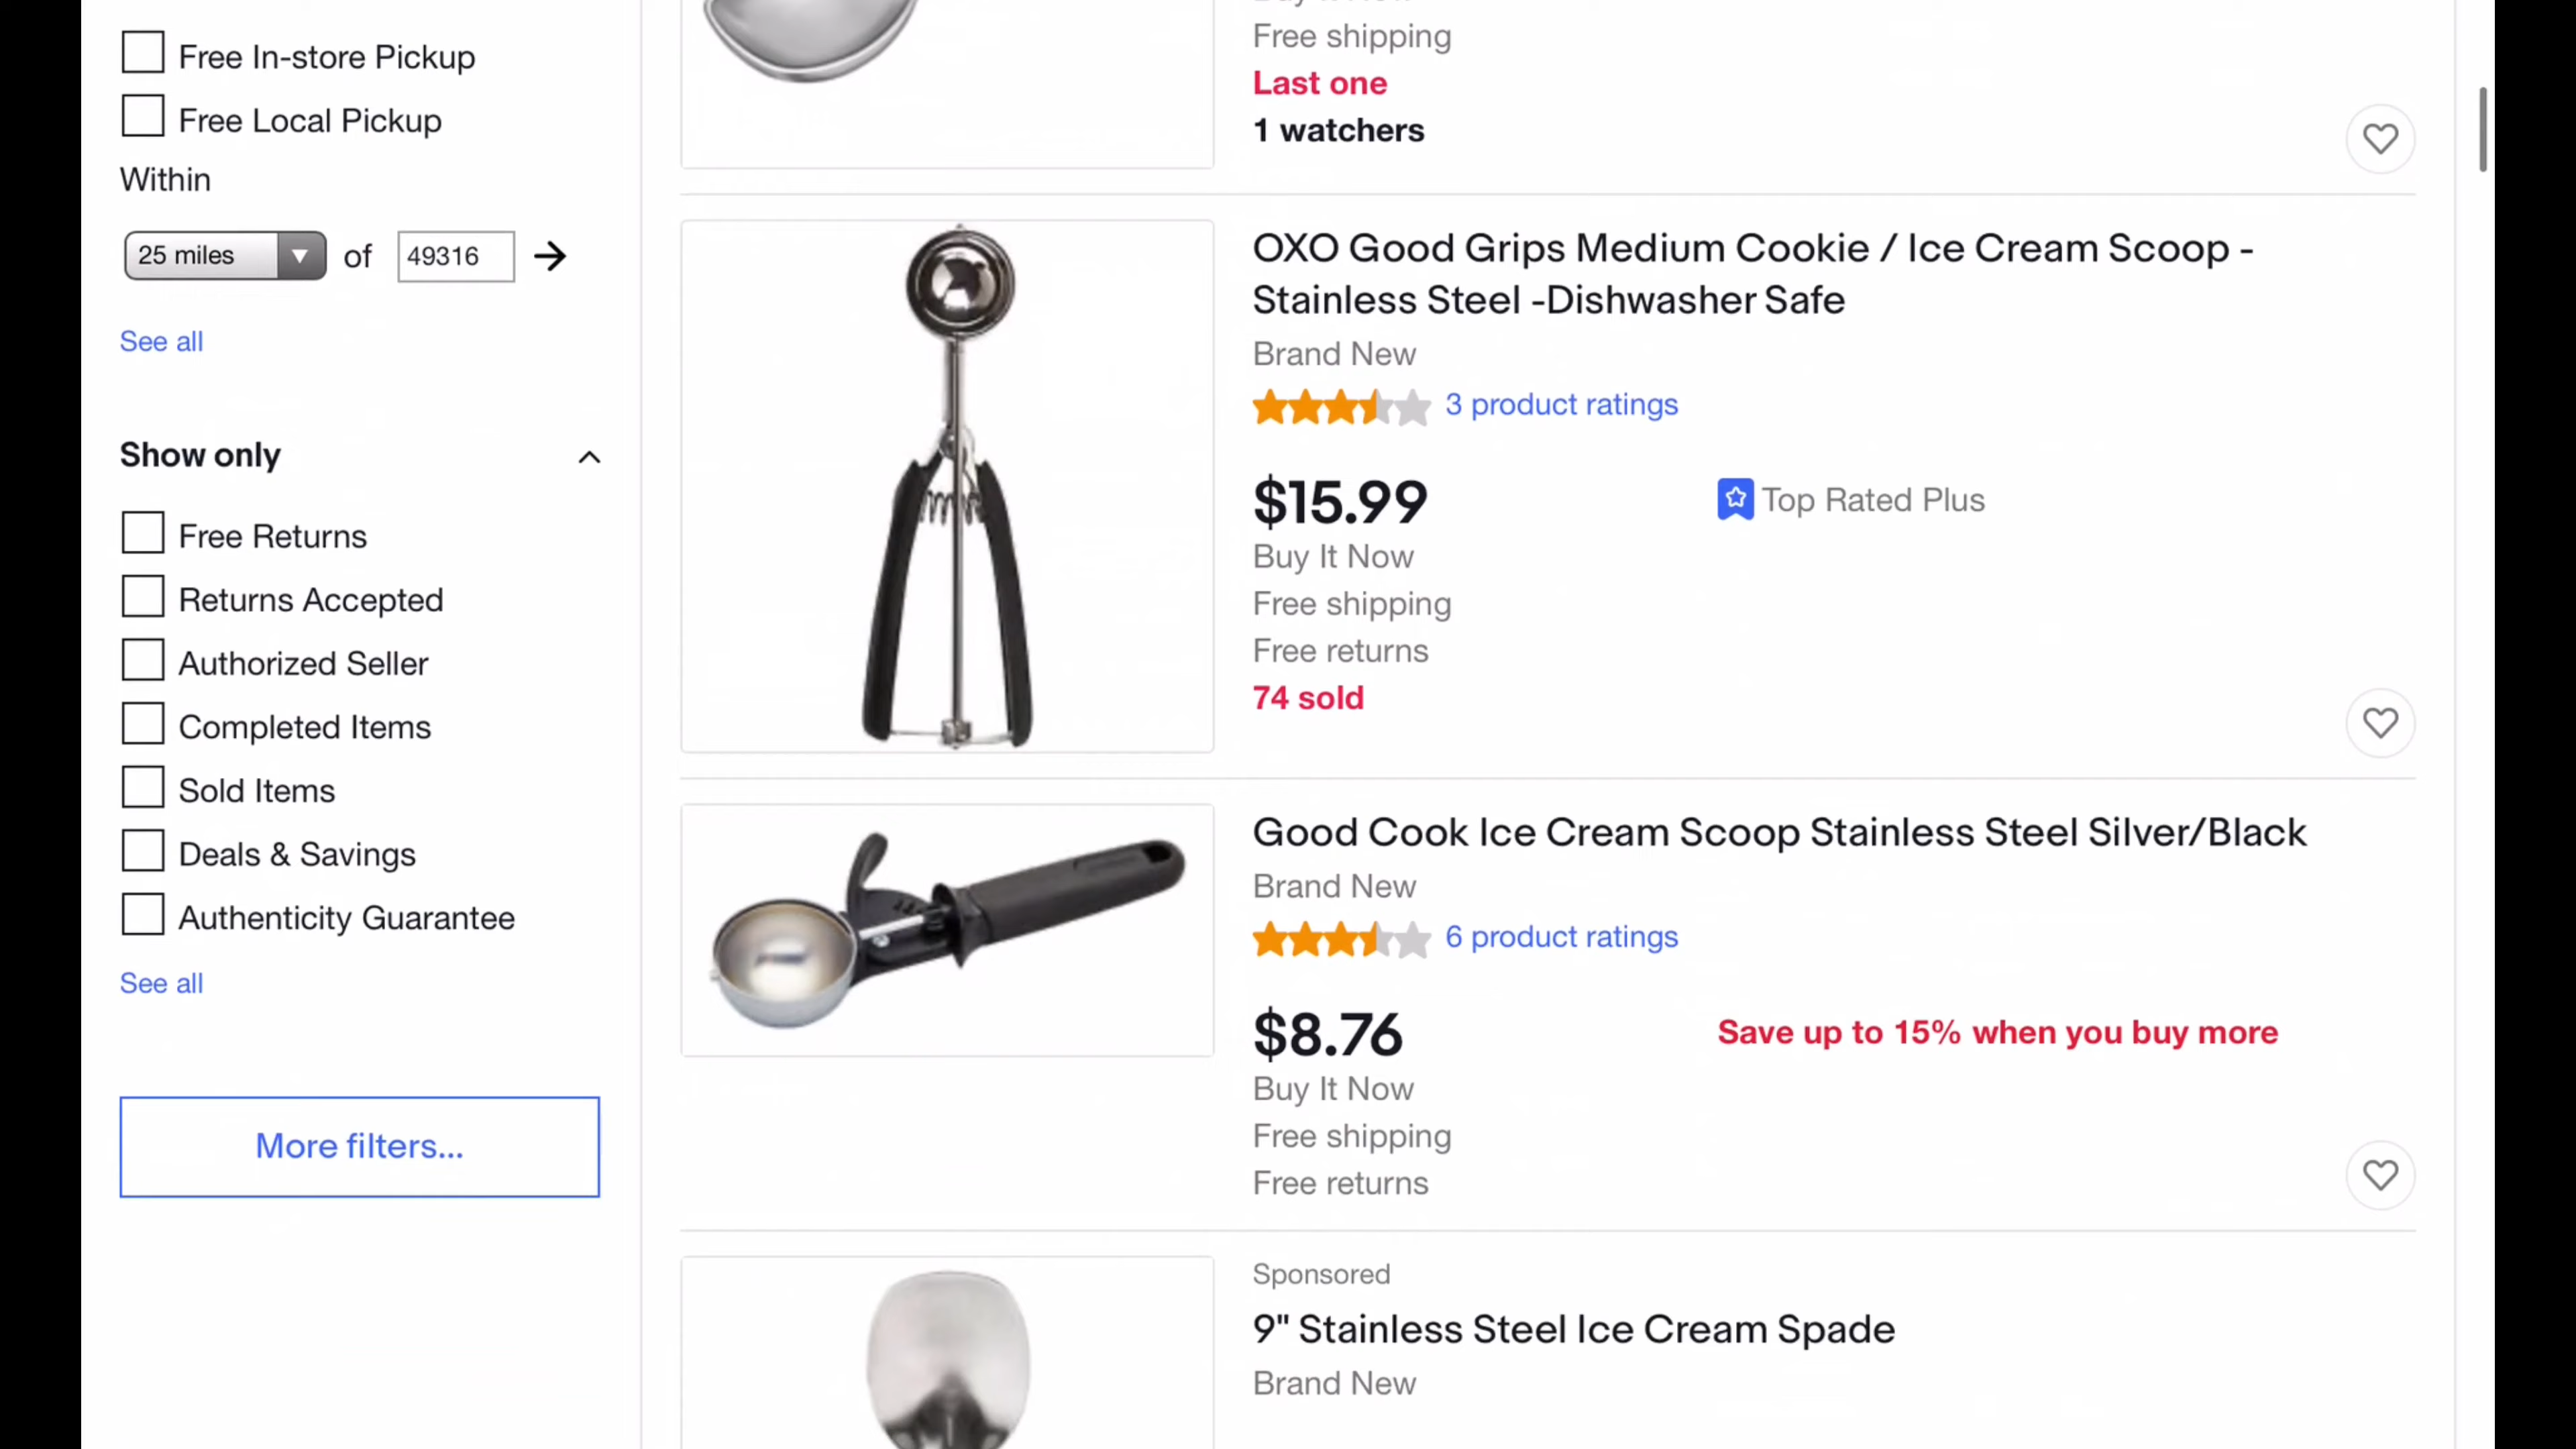 Free In-store Pickup
Free Local Pickup
Within
25 miles of 49316
See all
Show only
Free Returns
Returns Accepted
Authorized Seller
Completed Items
Sold Items
Deals & Savings
Authenticity Guarantee
See all
More filters...
Free shipping
Last one
1 watchers
OXO Good Grips Medium Cookie / Ice Cream Scoop -
Stainless Steel -Dishwasher Safe
Brand New
3 product ratings
$15.99
Top Rated Plus
Buy It Now
Free shipping
Free returns
74 sold
Good Cook Ice Cream Scoop Stainless Steel Silver/Black
Brand New
6 product ratings
$8.76
Save up to 15% when you buy more
Buy It Now
Free shipping
Free returns
Sponsored
9" Stainless Steel Ice Cream Spade
Brand New